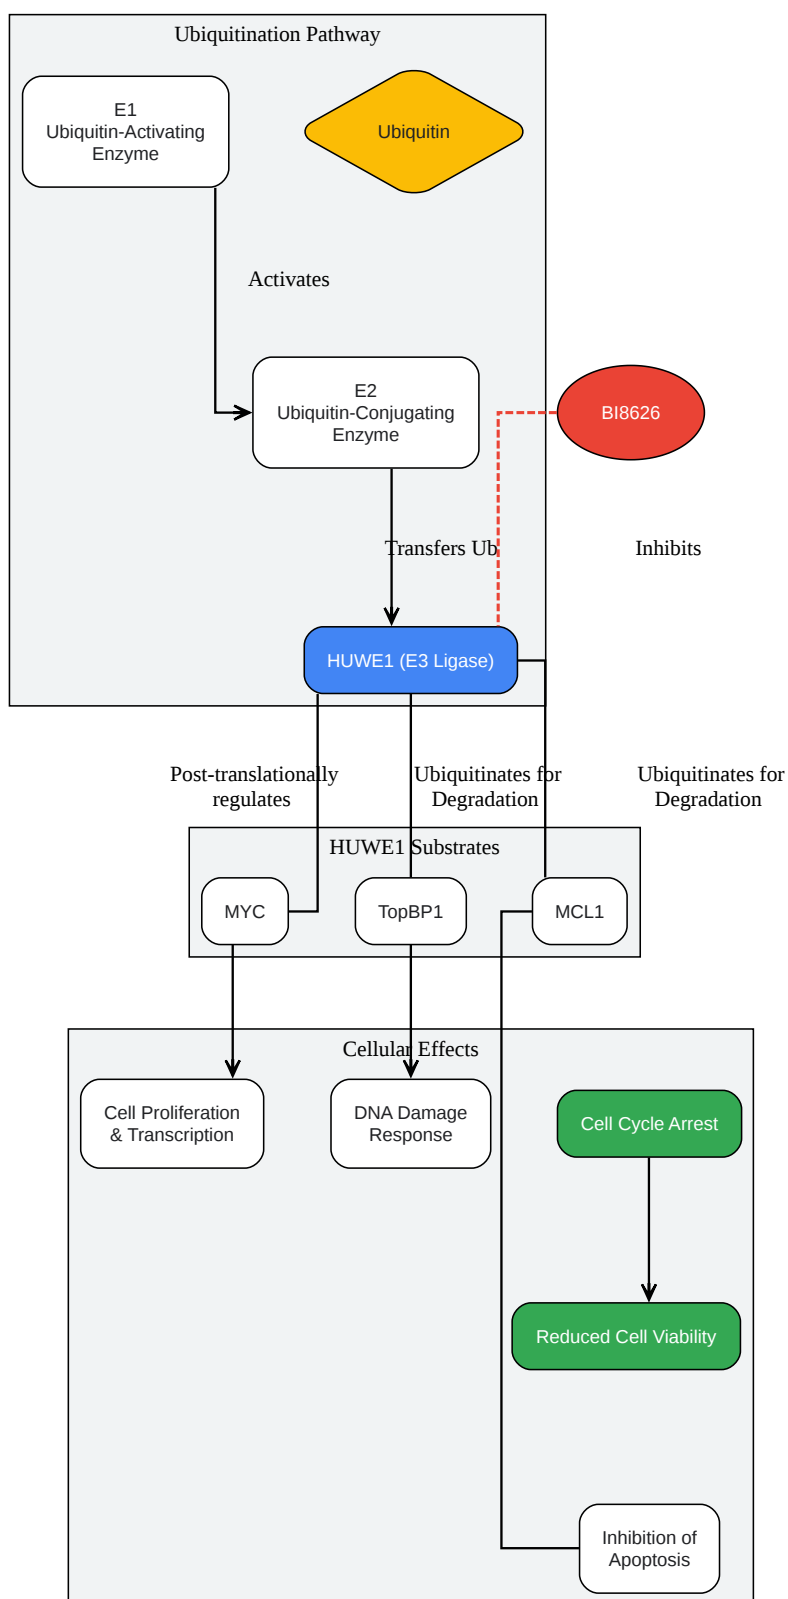 Ubiquitination Pathway
E1
Ubiquitin-Activating
Enzyme
Ubiquitin
Activates
E2
Ubiquitin-Conjugating
Enzyme
BI8626
Transfers Ub
Inhibits
HUWE1 (E3 Ligase)
Post-translationally
regulates
Ubiquitinates for
Degradation
Ubiquitinates for
Degradation
HUWE1 Substrates
MYC
TopBP1
MCL1
Cellular Effects
Cell Proliferation
& Transcription
DNA Damage
Response
Cell Cycle Arrest
Reduced Cell Viability
Inhibition of
Apoptosis